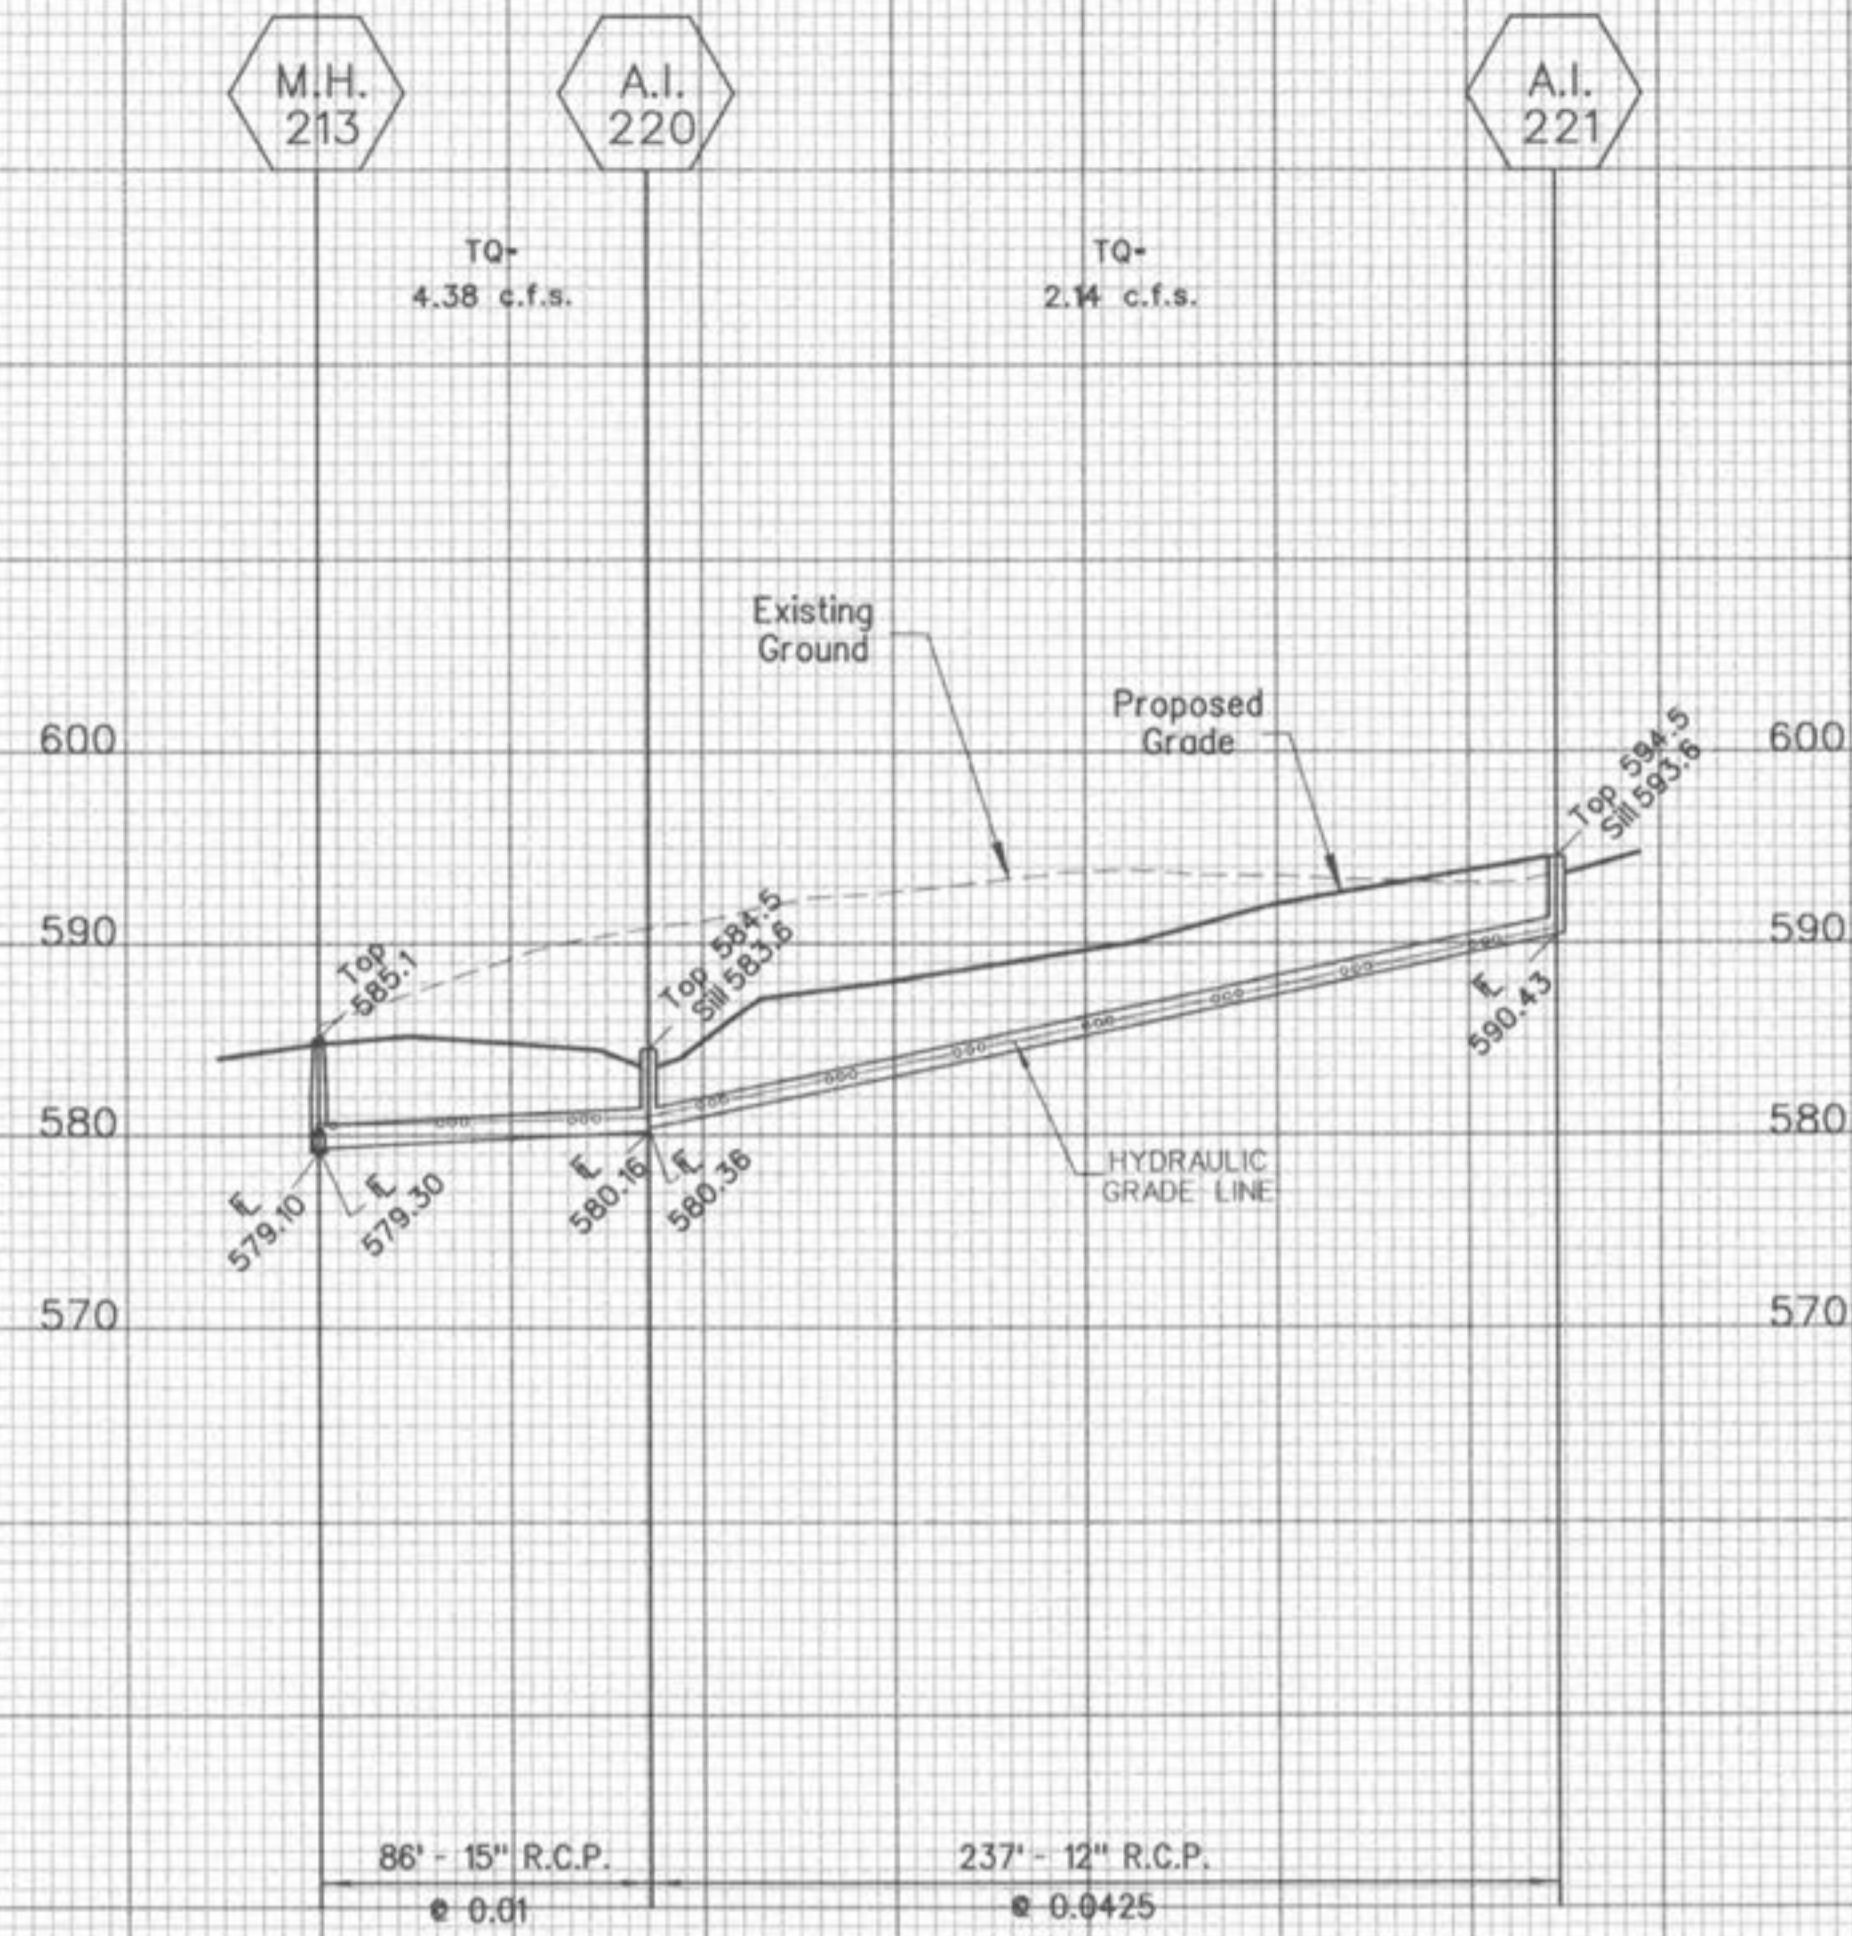 M.H.
213
A.I.
220
A.I.
221
TQ-
4.38 c.f.s.
TQ-
2.14 c.f.s.
Existing
Ground
Proposed
Grade
600
600
Top 594.5
Sill 593.6
590
590
Top
585.1
Top 584.5
Sill 583.6
℄
590.43
580
580
HYDRAULIC
GRADE LINE
579.10
579.30
580.16
580.36
570
570
86' - 15" R.C.P.
@ 0.01
237' - 12" R.C.P.
@ 0.0425